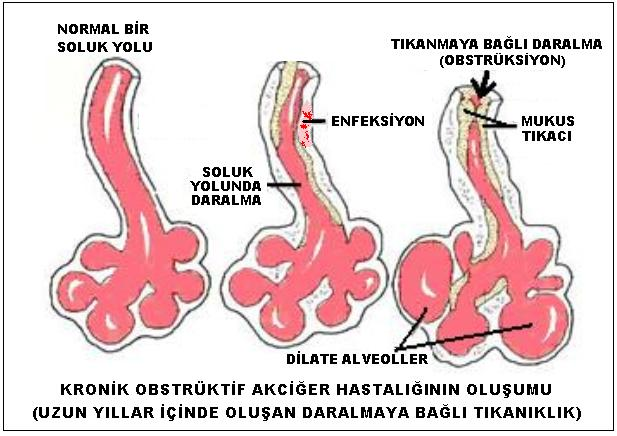 NORMAL BİR
SOLUK YOLU
TIKANMAYA BAĞLI DARALMA
(OBSTRÜKSİYON)
ENFEKSİYON
MUKUS
TIKACI
SOLUK
YOLUNDA
DARALMA
DİLATE ALVEOLLER
KRONİK OBSTRÜKTİF AKCİĞER HASTALIĞININ OLUŞUMU
(UZUN YILLAR İÇİNDE OLUŞAN DARALMAYA BAĞLI TIKANIKLIK)